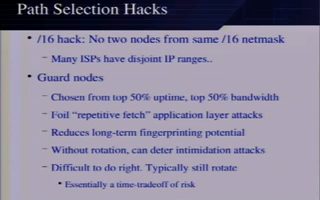 Path Selection Hacks
• /16 hack: No two nodes from same /16 netmask
– Many ISPs have disjoint IP ranges..
• Guard nodes
– Chosen from top 50% uptime, top 50% bandwidth
– Foil "repetitive fetch" application layer attacks
– Reduces long-term fingerprinting potential
– Without rotation, can deter intimidation attacks
– Difficult to do right. Typically still rotate
• Essentially a time-tradeoff of risk